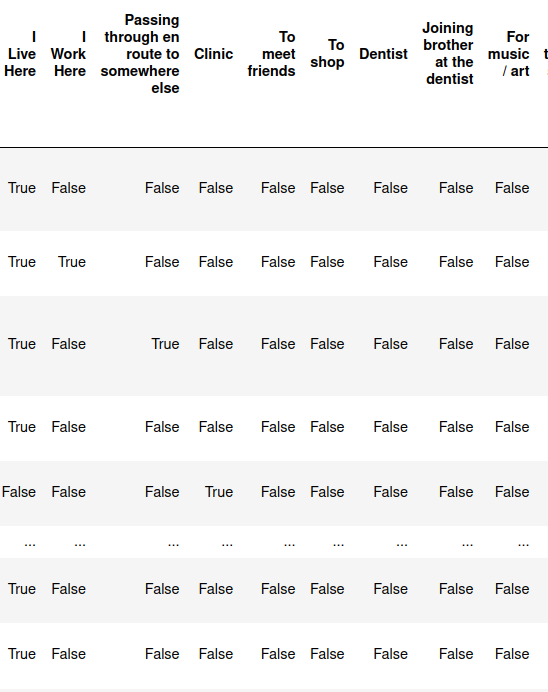 I Live Here I Work Here Passing through en route to somewhere else Clinic To meet friends To shop Dentist Joining brother at the dentist For music / art
True False False False False False False False False
True True False False False False False False False
True False True False False False False False False
True False False False False False False False False
False False False True False False False False False
... ... ... ... ... ... ... ... ...
True False False False False False False False False
True False False False False False False False False